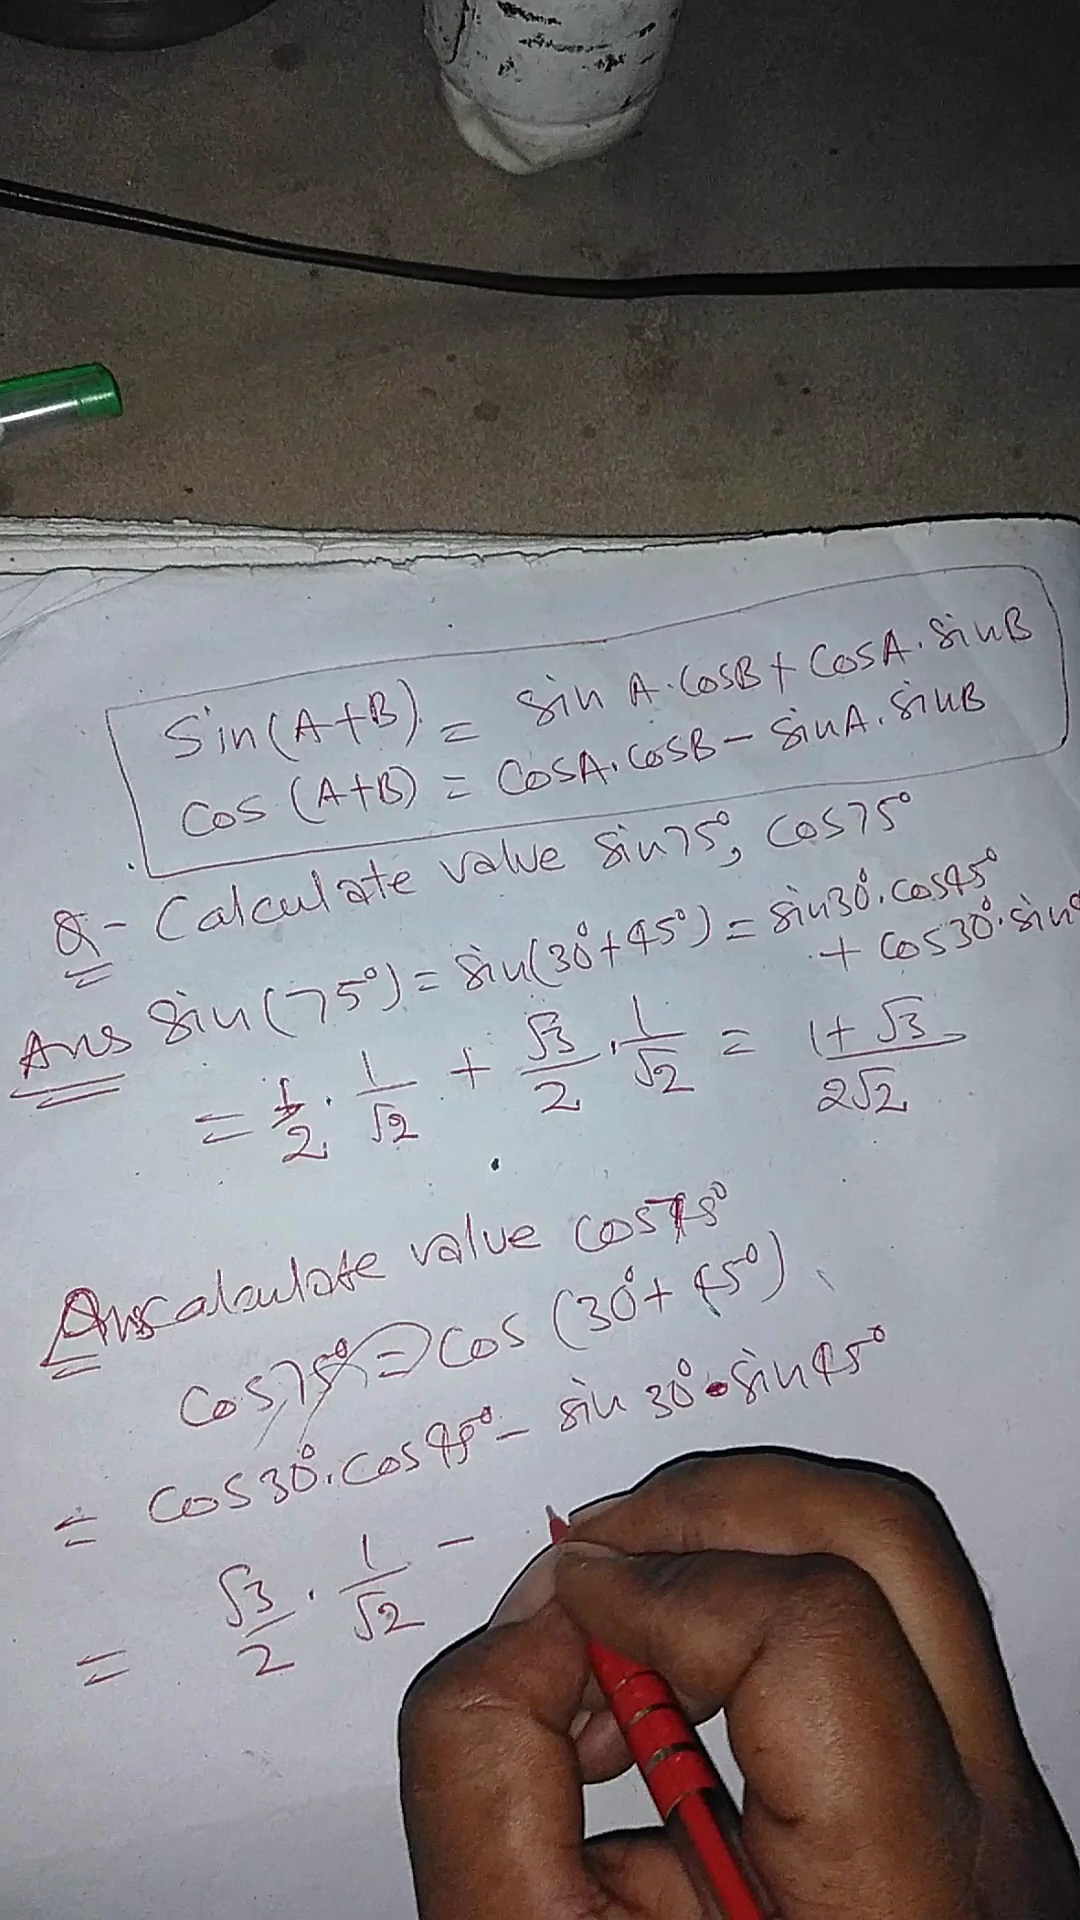 Sin(A+B) = Sin A.CosB + CosA.SinB
Cos (A+B) = CosA.CosB - SinA.SinB
Q- Calculate value Sin75°, Cos75°
Ans Sin(75°) = Sin(30°+45°) = Sin30°.Cos45°
+ Cos30°.Sin
= 1/2 . 1/√2 + √3/2 . 1/√2 = 1+√3/2√2
Ans Calculate value Cos75°
Cos75° = Cos (30°+45°)
= Cos30°.Cos45° - Sin30°.Sin45°
= √3/2 . 1/√2 -